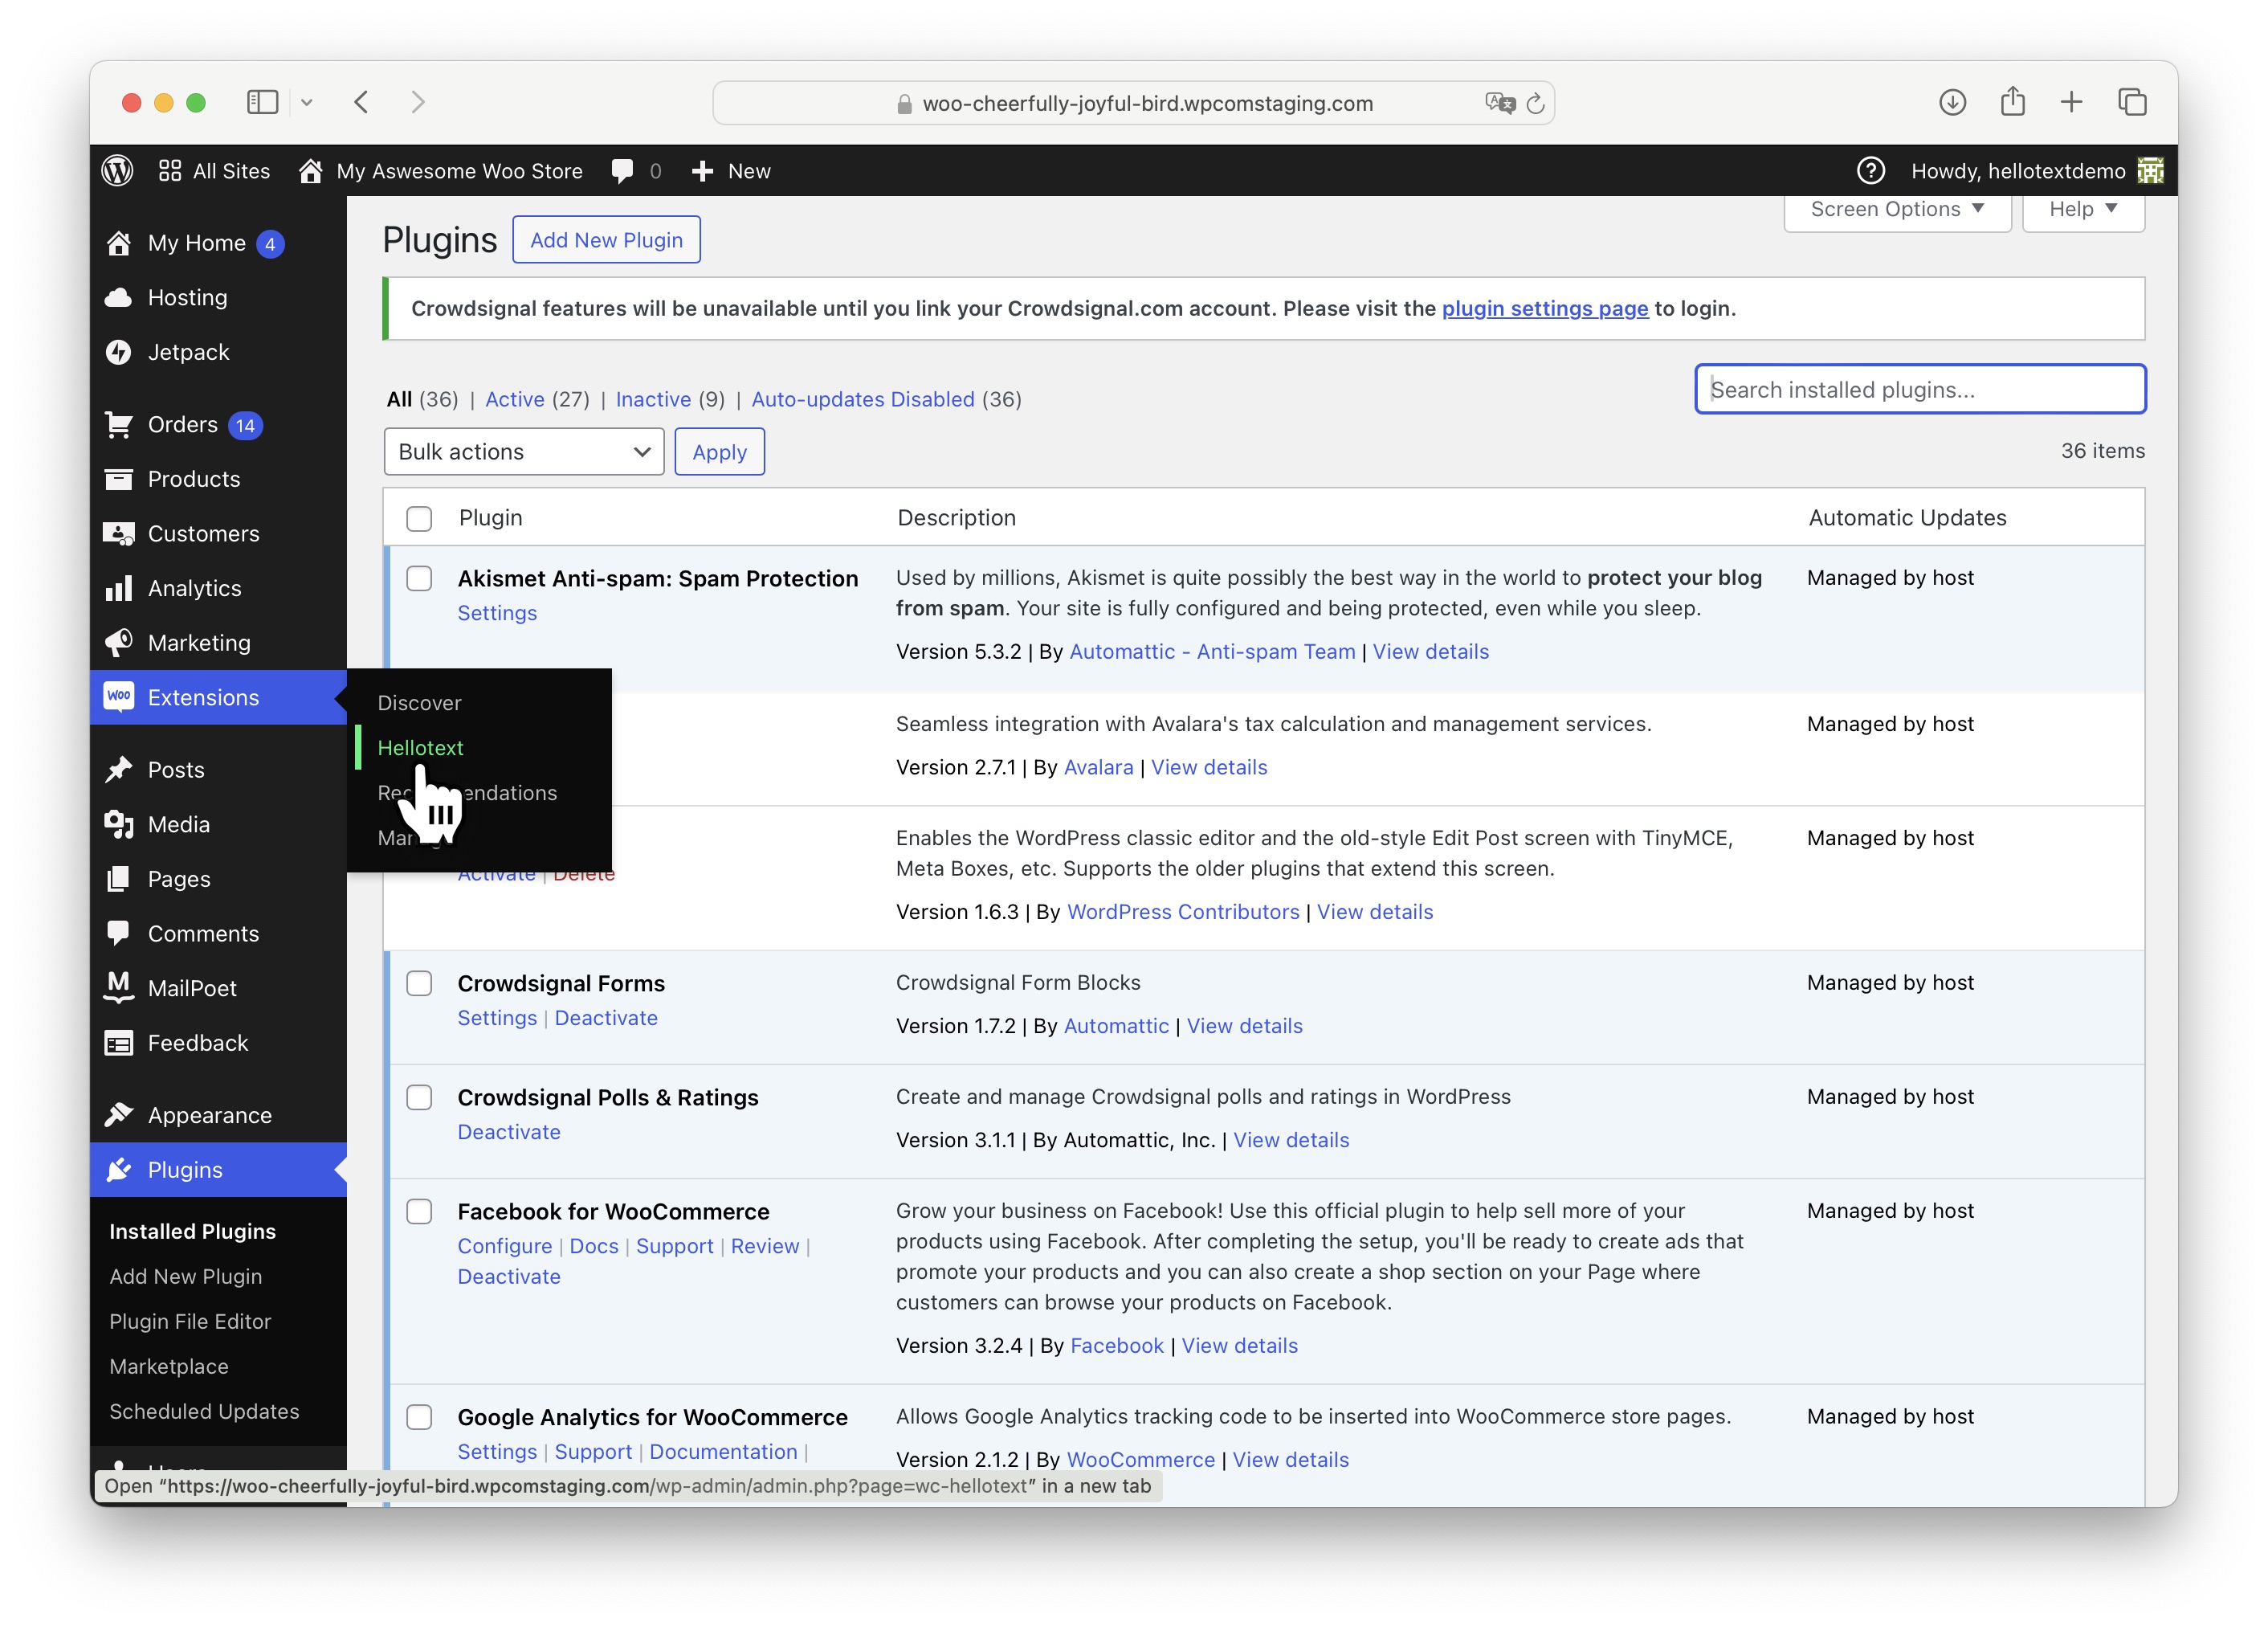 woo-cheerfully-joyful-bird.wpcomstaging.com
All Sites
My Aswesome Woo Store
0
New
Howdy, hellotextdemo
My Home 4
Hosting
Jetpack
Orders 14
Products
Customers
Analytics
Marketing
Woo
Extensions
Discover
Hellotext
Posts
Media
Pages
Comments
MailPoet
Feedback
Appearance
Plugins
Installed Plugins
Add New Plugin
Plugin File Editor
Marketplace
Scheduled Updates
Plugins
Add New Plugin
Screen Options
Help
Crowdsignal features will be unavailable until you link your Crowdsignal.com account. Please visit the plugin settings page to login.
All (36) | Active (27) | Inactive (9) | Auto-updates Disabled (36)
Search installed plugins...
Bulk actions
Apply
36 items
Plugin
Description
Automatic Updates
Akismet Anti-spam: Spam Protection
Settings
Used by millions, Akismet is quite possibly the best way in the world to protect your blog
from spam. Your site is fully configured and being protected, even while you sleep.
Version 5.3.2 | By Automattic - Anti-spam Team | View details
Managed by host
Seamless integration with Avalara's tax calculation and management services.
Version 2.7.1 | By Avalara | View details
Managed by host
Activate | Delete
Enables the WordPress classic editor and the old-style Edit Post screen with TinyMCE,
Meta Boxes, etc. Supports the older plugins that extend this screen.
Version 1.6.3 | By WordPress Contributors | View details
Managed by host
Crowdsignal Forms
Settings | Deactivate
Crowdsignal Form Blocks
Version 1.7.2 | By Automattic | View details
Managed by host
Crowdsignal Polls & Ratings
Deactivate
Create and manage Crowdsignal polls and ratings in WordPress
Version 3.1.1 | By Automattic, Inc. | View details
Managed by host
Facebook for WooCommerce
Configure | Docs | Support | Review |
Deactivate
Grow your business on Facebook! Use this official plugin to help sell more of your
products using Facebook. After completing the setup, you'll be ready to create ads that
promote your products and you can also create a shop section on your Page where
customers can browse your products on Facebook.
Version 3.2.4 | By Facebook | View details
Managed by host
Google Analytics for WooCommerce
Settings | Support | Documentation |
Allows Google Analytics tracking code to be inserted into WooCommerce store pages.
Version 2.1.2 | By WooCommerce | View details
Managed by host
Open “https://woo-cheerfully-joyful-bird.wpcomstaging.com/wp-admin/admin.php?page=wc-hellotext” in a new tab